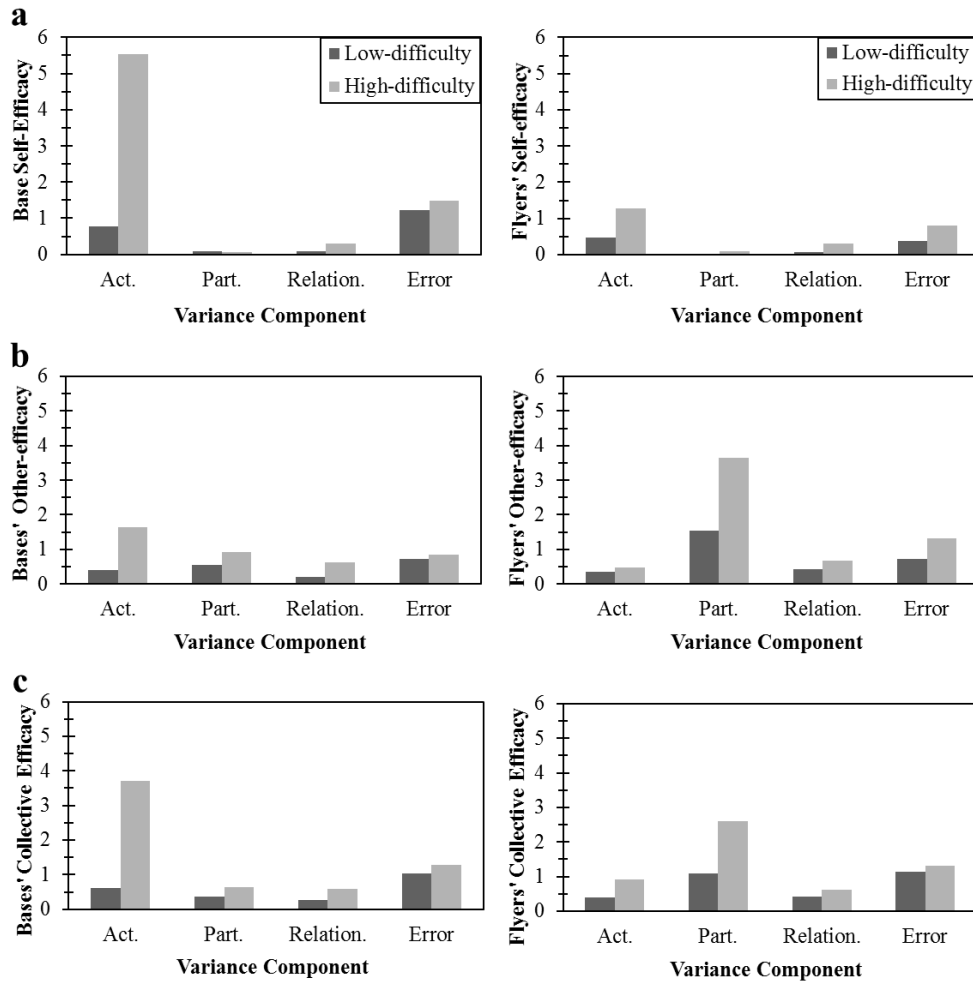 a
Base Self-Efficacy
6
5
4
3
2
1
0
Low-difficulty
High-difficulty
Act. Part. Relation. Error
Variance Component
Flyers' Self-efficacy
6
5
4
3
2
1
0
Low-difficulty
High-difficulty
Act. Part. Relation. Error
Variance Component
b
Bases' Other-efficacy
6
5
4
3
2
1
0
Act. Part. Relation. Error
Variance Component
Flyers' Other-efficacy
6
5
4
3
2
1
0
Act. Part. Relation. Error
Variance Component
c
Bases' Collective Efficacy
6
5
4
3
2
1
0
Act. Part. Relation. Error
Variance Component
Flyers' Collective Efficacy
6
5
4
3
2
1
0
Act. Part. Relation. Error
Variance Component